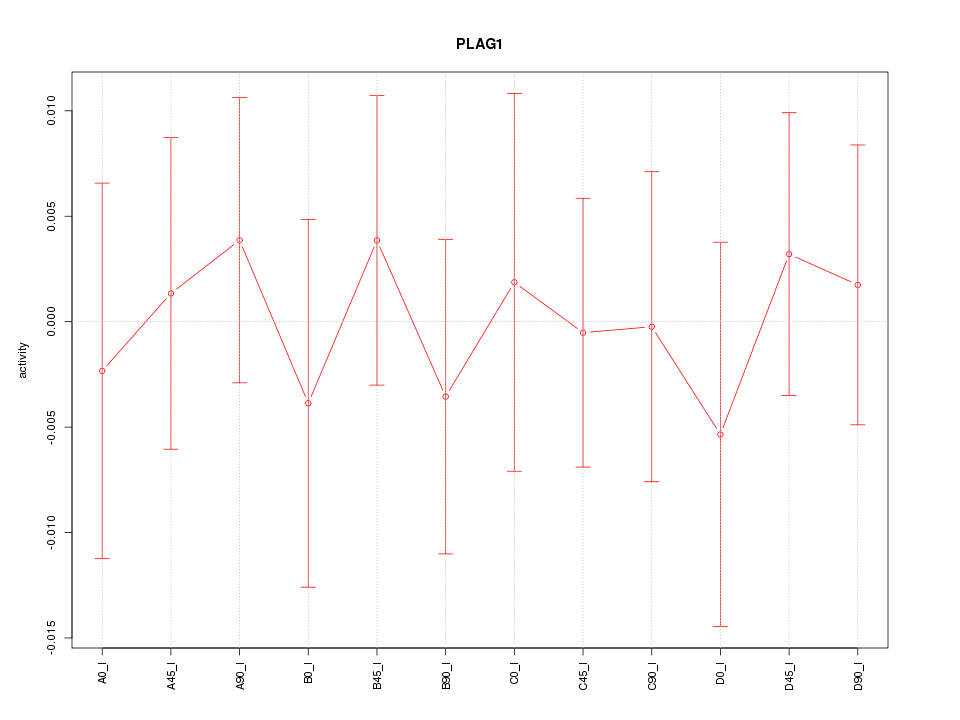 PLAG1
activity
0.010
0.005
0.000
-0.005
-0.010
-0.015
A0_I
A45_I
A90_I
B0_I
B45_I
B90_I
C0_I
C45_I
C90_I
D0_I
D45_I
D90_I